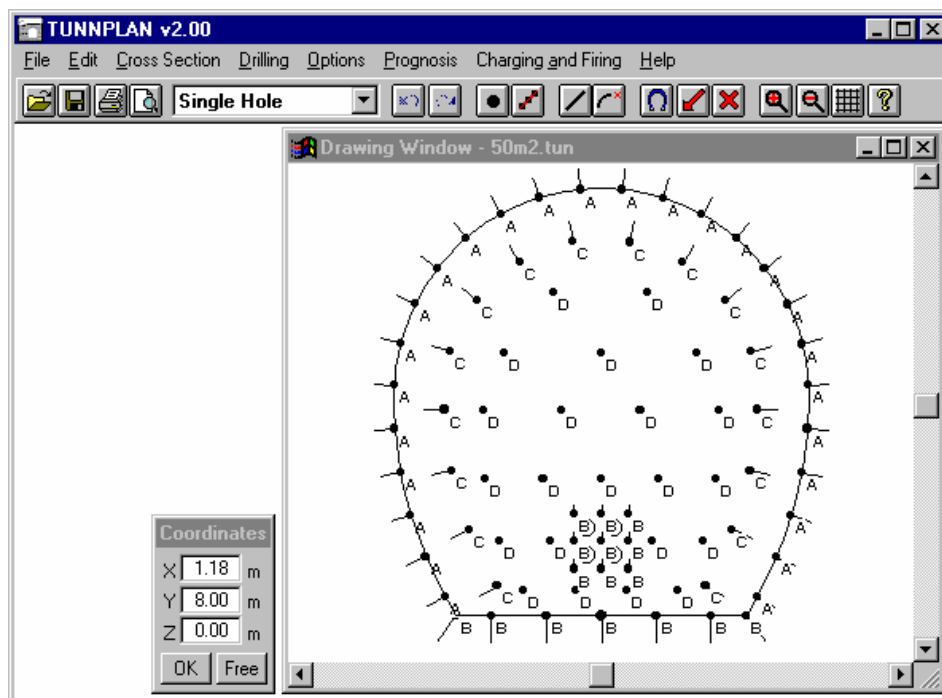 TUNNPLAN v2.00
File Edit Cross Section Drilling Options Prognosis Charging and Firing Help
Single Hole
Drawing Window - 50m2.tun
A A A A
A A
A C C A
A C C A
A C D D C A
A C D D D C A
A A
C D D D D C
A A
A C D D D D D C A
A B) B) B A`
C D D B) B) B D D C`
A A`
B B B
A C D D D D C` A`
B B B B B B B
Coordinates
X 1.18 m
Y 8.00 m
Z 0.00 m
OK Free